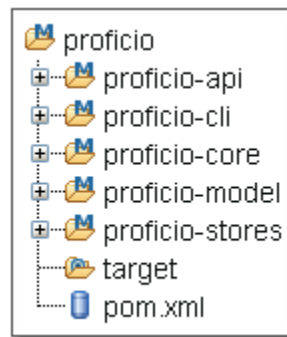 proficio
proficio-api
proficio-cli
proficio-core
proficio-model
proficio-stores
target
pom.xml